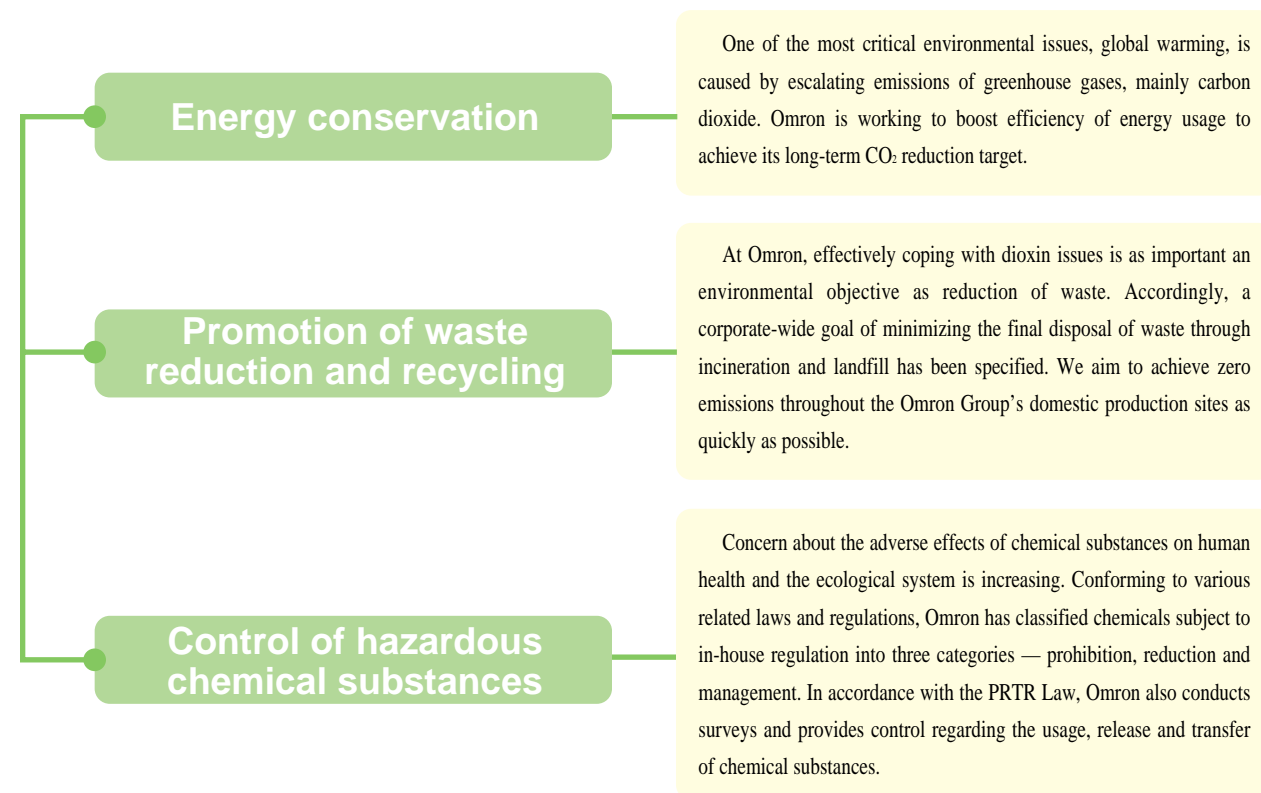 Energy conservation
One of the most critical environmental issues, global warming, is
caused by escalating emissions of greenhouse gases, mainly carbon
dioxide. Omron is working to boost efficiency of energy usage to
achieve its long-term CO₂ reduction target.
Promotion of waste
reduction and recycling
At Omron, effectively coping with dioxin issues is as important an
environmental objective as reduction of waste. Accordingly, a
corporate-wide goal of minimizing the final disposal of waste through
incineration and landfill has been specified. We aim to achieve zero
emissions throughout the Omron Group’s domestic production sites as
quickly as possible.
Control of hazardous
chemical substances
Concern about the adverse effects of chemical substances on human
health and the ecological system is increasing. Conforming to various
related laws and regulations, Omron has classified chemicals subject to
in-house regulation into three categories — prohibition, reduction and
management. In accordance with the PRTR Law, Omron also conducts
surveys and provides control regarding the usage, release and transfer
of chemical substances.